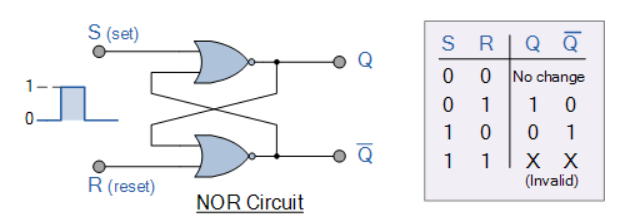 S (set)
Q
1
0
Q̅
R (reset)
NOR Circuit
S R Q Q̅
0 0 No change
0 1 1 0
1 0 0 1
1 1 X X
(Invalid)